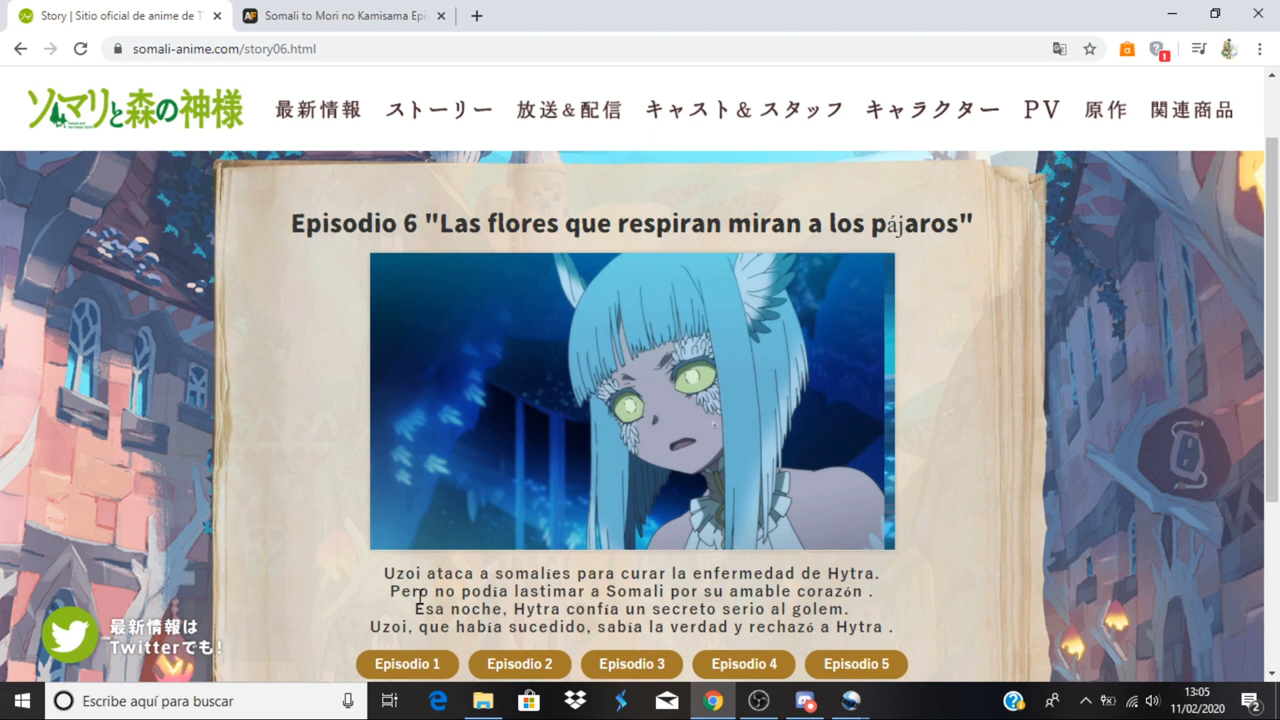 Story | Sitio oficial de anime de T
Somali to Mori no Kamisama Epi
somali-anime.com/story06.html
1
ソマリと森の神様
最新情報
ストーリー
放送&配信
キャスト&スタッフ
キャラクター
PV
原作
関連商品
Episodio 6 "Las flores que respiran miran a los pájaros"
Uzoi ataca a somalíes para curar la enfermedad de Hytra.
Pero no podía lastimar a Somali por su amable corazón .
Esa noche, Hytra confía un secreto serio al golem.
Uzoi, que había sucedido, sabía la verdad y rechazó a Hytra .
最新情報は
Twitterでも!
Episodio 1
Episodio 2
Episodio 3
Episodio 4
Episodio 5
Escribe aquí para buscar
13:05
11/02/2020
2